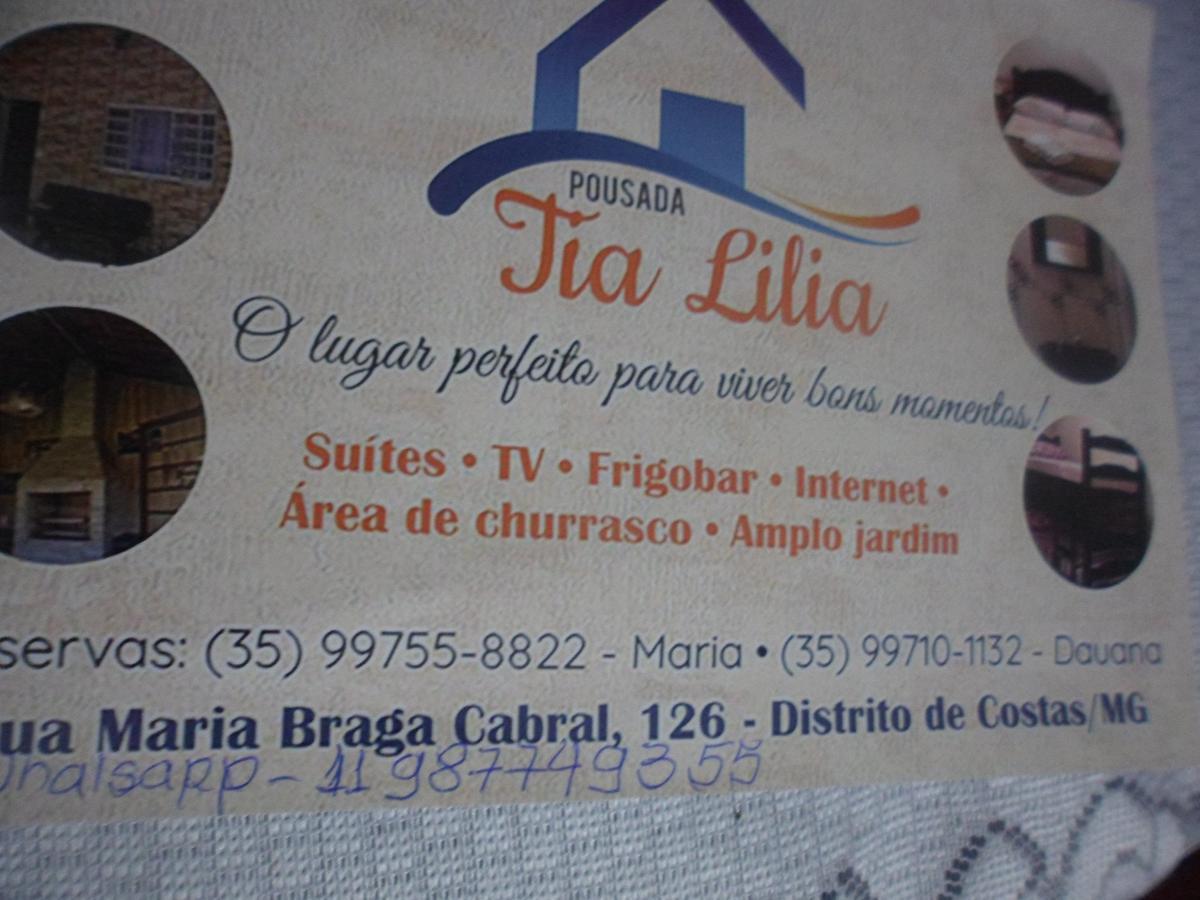 POUSADA
Tia Lilia
O lugar perfeito para viver bons momentos!
Suítes • TV • Frigobar • Internet •
Área de churrasco • Amplo jardim
servas: (35) 99755-8822 - Maria • (35) 99710-1132 - Dauana
ua Maria Braga Cabral, 126 - Distrito de Costas/MG
whatsapp - 11 987749355